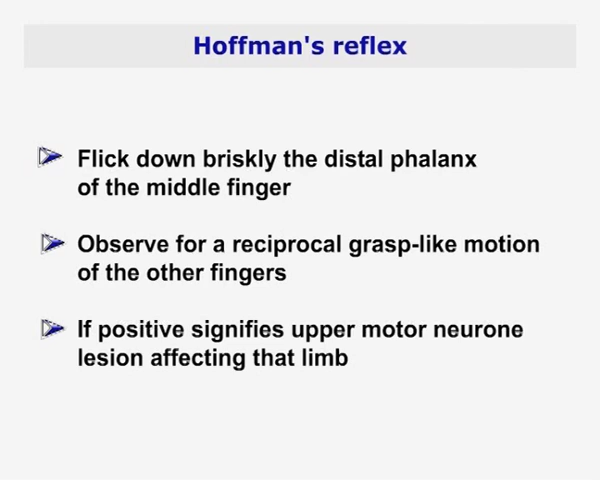 Hoffman's reflex
Flick down briskly the distal phalanx
of the middle finger
Observe for a reciprocal grasp-like motion
of the other fingers
If positive signifies upper motor neurone
lesion affecting that limb